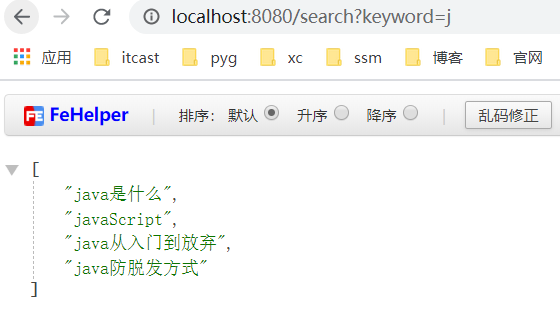 localhost:8080/search?keyword=j
应用 itcast pyg xc ssm 博客 官网
FeHelper | 排序： 默认 升序 降序 | 乱码修正
[
"java是什么",
"javaScript",
"java从入门到放弃",
"java防脱发方式"
]